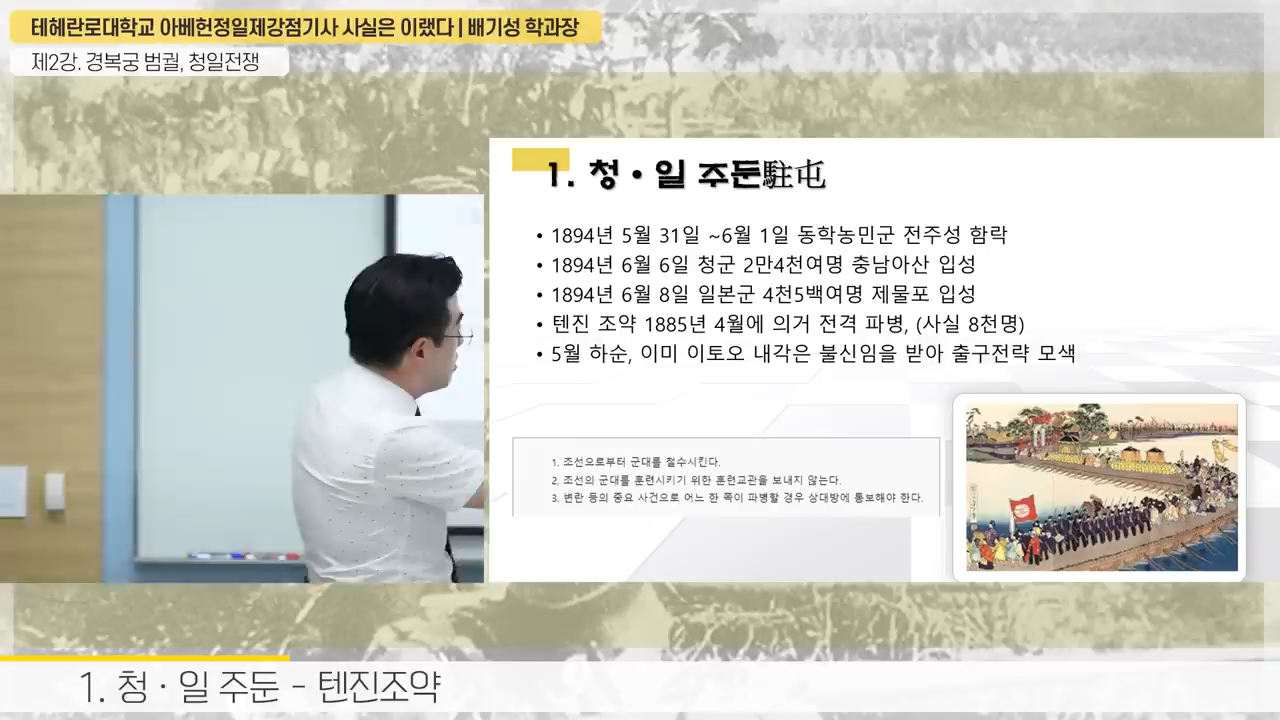 테헤란로대학교 아베헌정일제강점기사 사실은 이랬다 | 배기성 학과장
제2강. 경복궁 범궐, 청일전쟁
1. 청·일 주둔駐屯
• 1894년 5월 31일 ~6월 1일 동학농민군 전주성 함락
• 1894년 6월 6일 청군 2만4천여명 충남아산 입성
• 1894년 6월 8일 일본군 4천5백여명 제물포 입성
• 텐진 조약 1885년 4월에 의거 전격 파병, (사실 8천명)
• 5월 하순, 이미 이토오 내각은 불신임을 받아 출구전략 모색
1. 조선으로부터 군대를 철수시킨다.
2. 조선의 군대를 훈련시키기 위한 훈련교관을 보내지 않는다.
3. 변란 등의 중요 사건으로 어느 한 쪽이 파병할 경우 상대방에 통보해야 한다.
1. 청·일 주둔 - 텐진조약